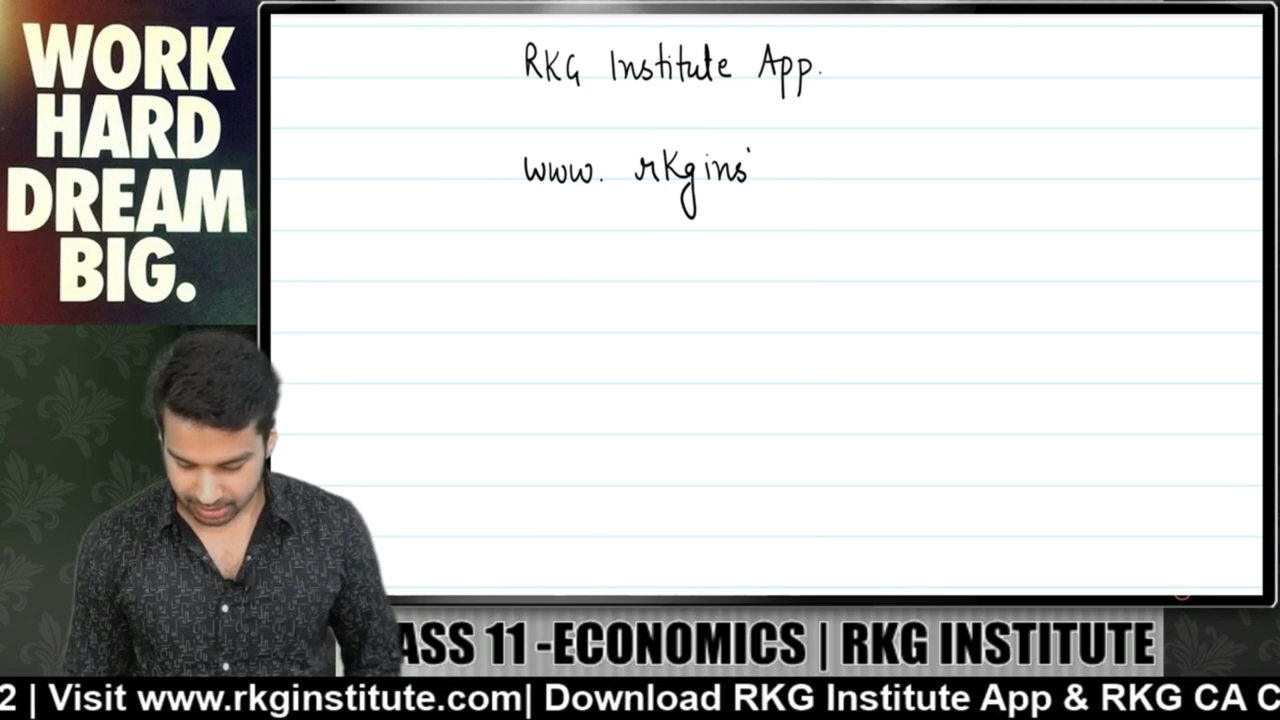 WORK
HARD
DREAM
BIG.
RKG Institute App.
www. rkgins
ASS 11 -ECONOMICS | RKG INSTITUTE
2 | Visit www.rkginstitute.com| Download RKG Institute App & RKG CA C